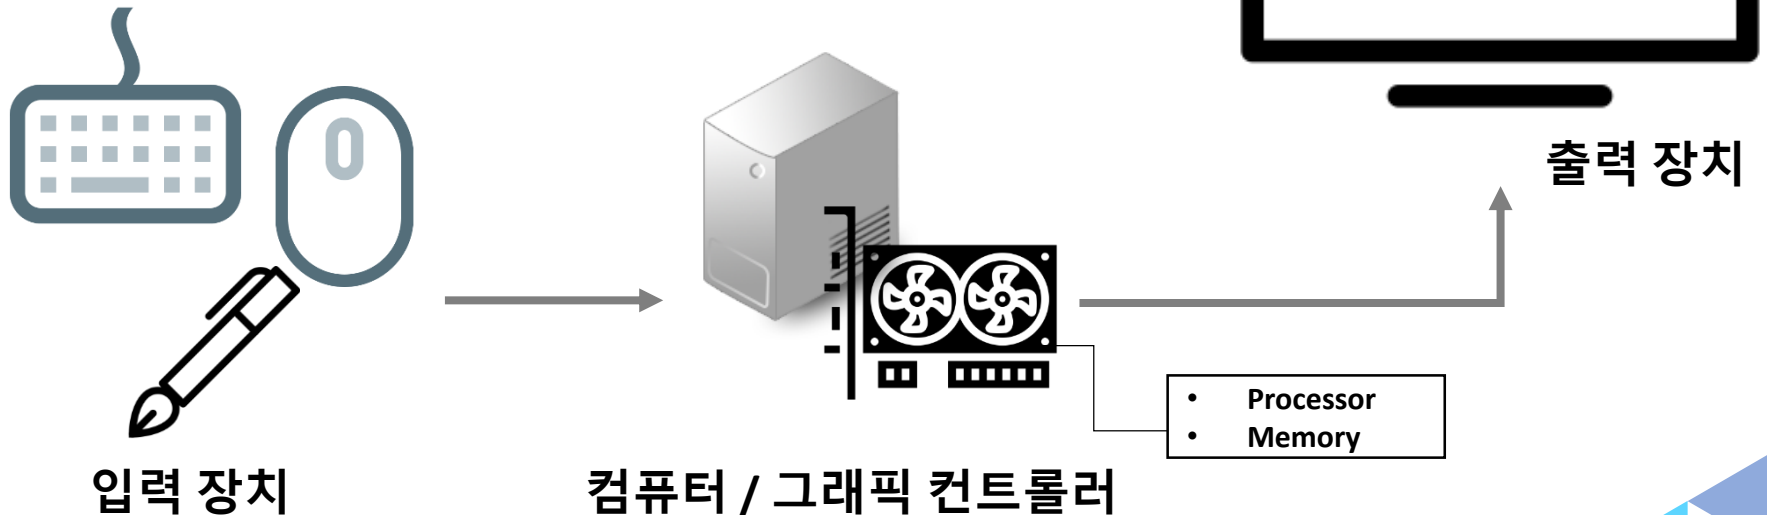 출력 장치
• Processor
• Memory
입력 장치
컴퓨터 / 그래픽 컨트롤러